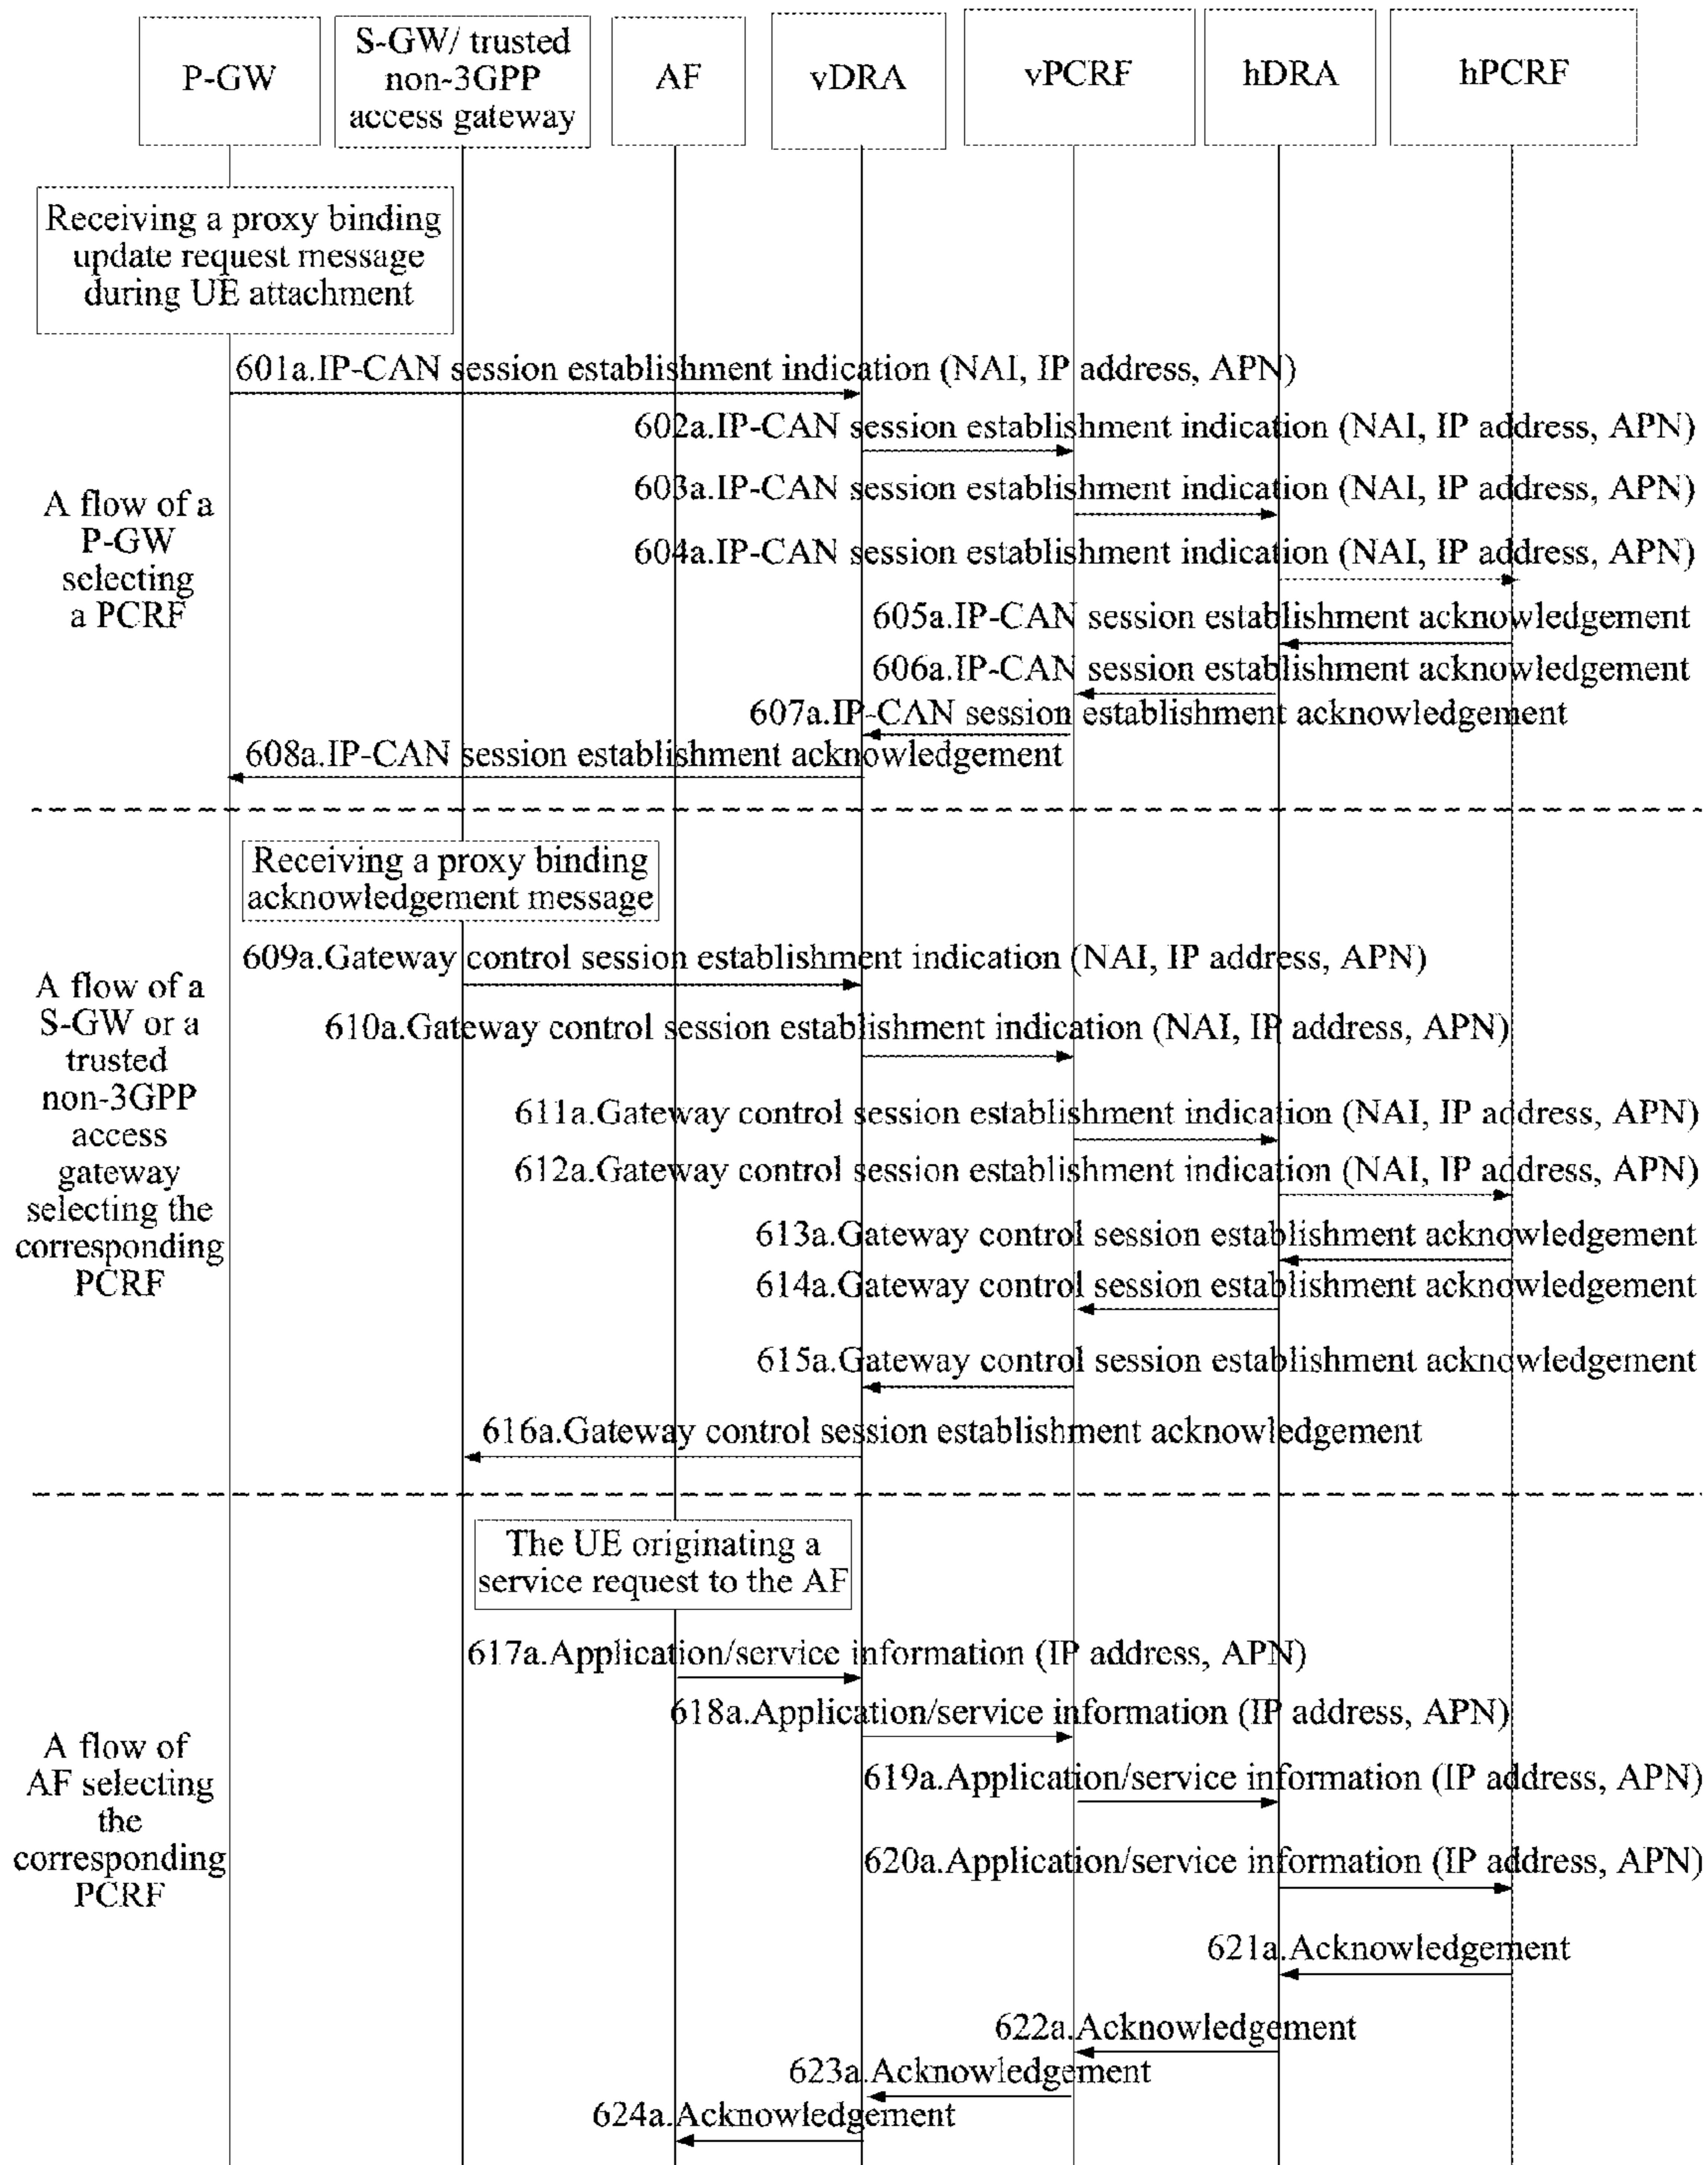 P-GW
S-GW/ trusted
non-3GPP
access gateway
AF
vDRA
vPCRF
hDRA
hPCRF
Receiving a proxy binding
update request message
during UE attachment
601a.IP-CAN session establishment indication (NAI, IP address, APN)
602a.IP-CAN session establishment indication (NAI, IP address, APN)
603a.IP-CAN session establishment indication (NAI, IP address, APN)
604a.IP-CAN session establishment indication (NAI, IP address, APN)
A flow of a
P-GW
selecting
a PCRF
605a.IP-CAN session establishment acknowledgement
606a.IP-CAN session establishment acknowledgement
607a.IP-CAN session establishment acknowledgement
608a.IP-CAN session establishment acknowledgement
Receiving a proxy binding
acknowledgement message
609a.Gateway control session establishment indication (NAI, IP address, APN)
610a.Gateway control session establishment indication (NAI, IP address, APN)
611a.Gateway control session establishment indication (NAI, IP address, APN)
612a.Gateway control session establishment indication (NAI, IP address, APN)
A flow of a
S-GW or a
trusted
non-3GPP
access
gateway
selecting the
corresponding
PCRF
613a.Gateway control session establishment acknowledgement
614a.Gateway control session establishment acknowledgement
615a.Gateway control session establishment acknowledgement
616a.Gateway control session establishment acknowledgement
The UE originating a
service request to the AF
617a.Application/service information (IP address, APN)
618a.Application/service information (IP address, APN)
619a.Application/service information (IP address, APN)
620a.Application/service information (IP address, APN)
A flow of
AF selecting
the
corresponding
PCRF
621a.Acknowledgement
622a.Acknowledgement
623a.Acknowledgement
624a.Acknowledgement